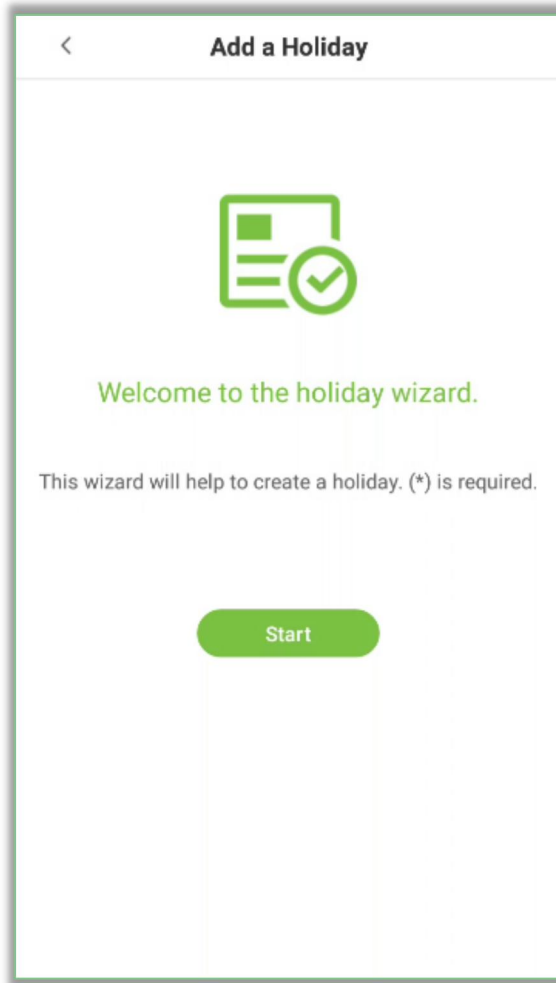 Add a Holiday
Welcome to the holiday wizard.
This wizard will help to create a holiday. (*) is required.
Start